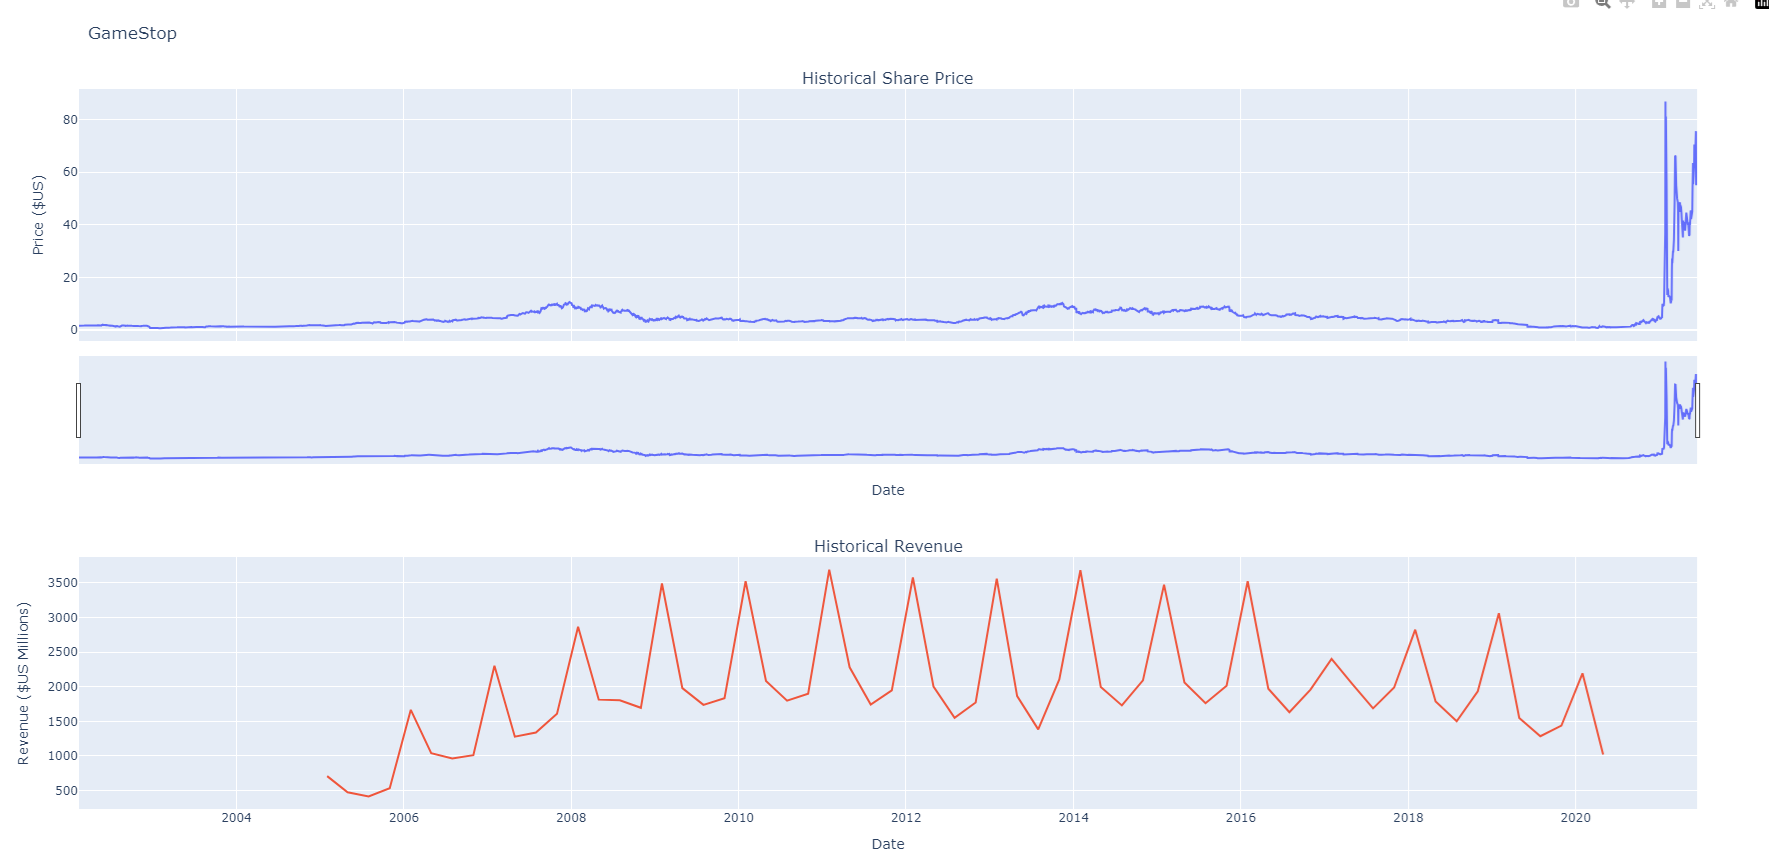 GameStop
Historical Share Price
80
60
40
20
0
Price ($US)
Date
Historical Revenue
3500
3000
2500
2000
1500
1000
500
Revenue ($US Millions)
2004 2006 2008 2010 2012 2014 2016 2018 2020
Date